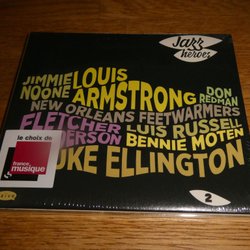 Jazz
heroes
JIMMIE LOUIS
NOONE ARMSTRONG
DON
REDMAN
NEW ORLEANS FEETWARMERS
FLETCHER LUIS RUSSELL
DERSON BENNIE MOTEN
UKE ELLINGTON
le choix de
france
musique
2